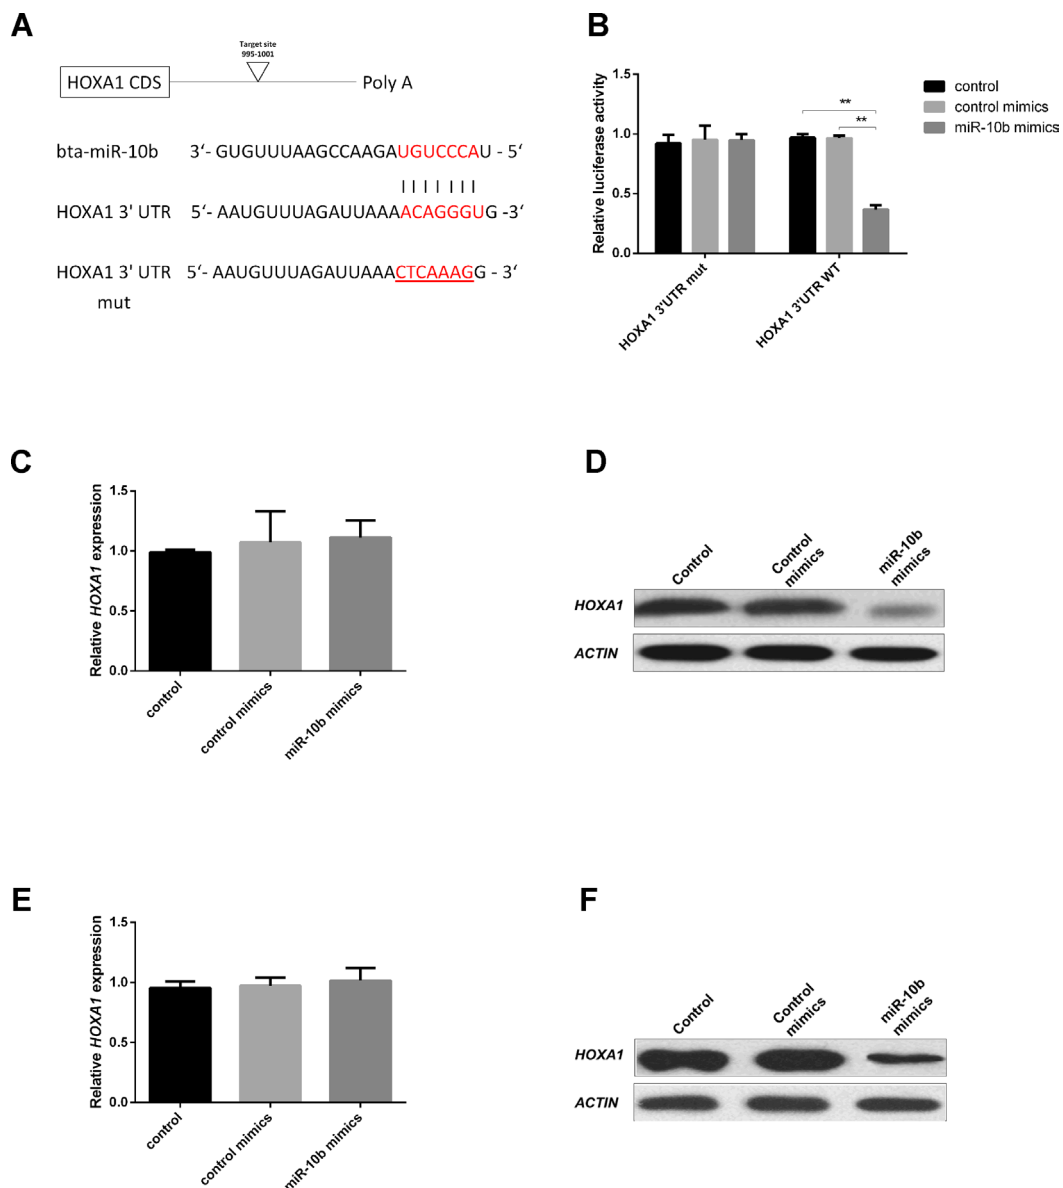 A
Target site
995-1001
HOXA1 CDS
Poly A
bta-miR-10b 3‘- GUGUUUAAGCCAAGAUGUCCCAU - 5‘
HOXA1 3' UTR 5‘- AAUGUUUAGAUUAAAACAGGGUG -3‘
HOXA1 3' UTR 5‘- AAUGUUUAGAUUAAACTCAAAGG - 3‘
mut
B
Relative luciferase activity
1.5
1.0
0.5
0.0
**
**
HOXA1 3'UTR mut
HOXA1 3'UTR WT
control
control mimics
miR-10b mimics
C
Relative HOXA1 expression
1.5
1.0
0.5
0.0
control
control mimics
miR-10b mimics
D
Control
Control
mimics
miR-10b
mimics
HOXA1
ACTIN
E
Relative HOXA1 expression
1.5
1.0
0.5
0.0
control
control mimics
miR-10b mimics
F
Control
Control
mimics
miR-10b
mimics
HOXA1
ACTIN